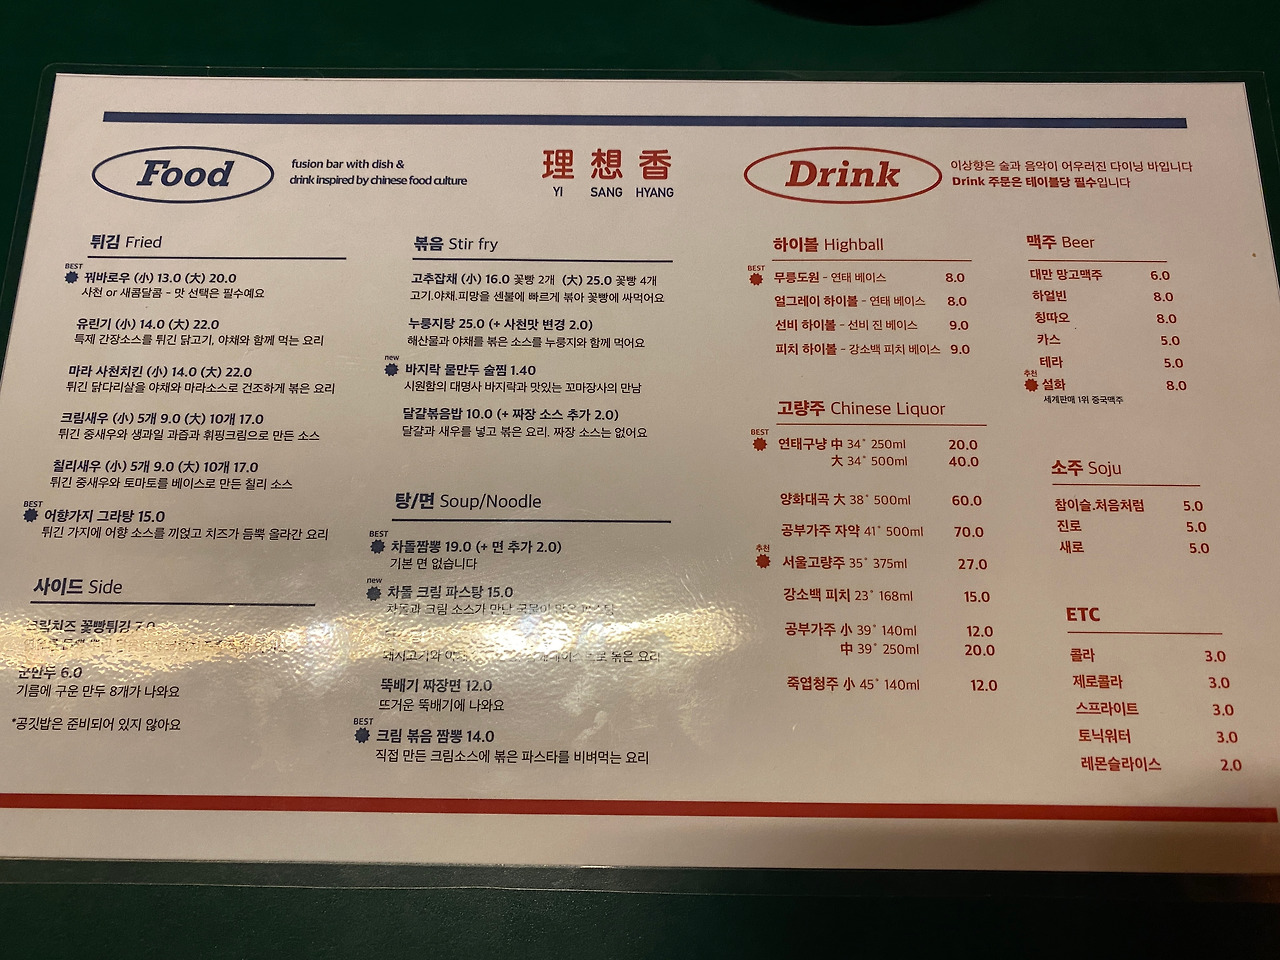 Food
fusion bar with dish &
drink inspired by chinese food culture
理 想 香
YI SANG HYANG
튀김 Fried
BEST
꿔바로우 (小) 13.0 (大) 20.0
사천 or 새콤달콤 - 맛 선택은 필수예요
유린기 (小) 14.0 (大) 22.0
특제 간장소스를 튀긴 닭고기, 야채와 함께 먹는 요리
마라 사천치킨 (小) 14.0 (大) 22.0
튀긴 닭다리살을 야채와 마라소스로 건조하게 볶은 요리
크림새우 (小) 5개 9.0 (大) 10개 17.0
튀긴 중새우와 생과일 과즙과 휘핑크림으로 만든 소스
칠리새우 (小) 5개 9.0 (大) 10개 17.0
튀긴 중새우와 토마토를 베이스로 만든 칠리 소스
BEST
어향가지 그라탕 15.0
튀긴 가지에 어향 소스를 끼얹고 치즈가 듬뿍 올라간 요리
사이드 Side
크림치즈 꽃빵튀김 7.0
군만두 6.0
기름에 구운 만두 8개가 나와요
*공깃밥은 준비되어 있지 않아요
볶음 Stir fry
고추잡채 (小) 16.0 꽃빵 2개 (大) 25.0 꽃빵 4개
고기.야채.피망을 센불에 빠르게 볶아 꽃빵에 싸먹어요
누룽지탕 25.0 (+ 사천맛 변경 2.0)
해산물과 야채를 볶은 소스를 누룽지와 함께 먹어요
new
바지락 물만두 술찜 1.40
시원함의 대명사 바지락과 맛있는 꼬마장사의 만남
달걀볶음밥 10.0 (+ 짜장 소스 추가 2.0)
달걀과 새우를 넣고 볶은 요리. 짜장 소스는 없어요
탕/면 Soup/Noodle
BEST
차돌짬뽕 19.0 (+ 면 추가 2.0)
기본 면 없습니다
new
차돌 크림 파스탕 15.0
차돌과 크림 소스가 만난 국물이
돼지고기와 볶은 요리
뚝배기 짜장면 12.0
뜨거운 뚝배기에 나와요
BEST
크림 볶음 짬뽕 14.0
직접 만든 크림소스에 볶은 파스타를 비벼먹는 요리
Drink
이상향은 술과 음악이 어우러진 다이닝 바입니다
Drink 주문은 테이블당 필수입니다
하이볼 Highball
BEST
무릉도원 - 연태 베이스 8.0
얼그레이 하이볼 - 연태 베이스 8.0
선비 하이볼 - 선비 진 베이스 9.0
피치 하이볼 - 강소백 피치 베이스 9.0
고량주 Chinese Liquor
BEST
연태구냥 中 34° 250ml 20.0
大 34° 500ml 40.0
양화대곡 大 38° 500ml 60.0
공부가주 자약 41° 500ml 70.0
추천
서울고량주 35° 375ml 27.0
강소백 피치 23° 168ml 15.0
공부가주 小 39° 140ml 12.0
中 39° 250ml 20.0
죽엽청주 小 45° 140ml 12.0
맥주 Beer
대만 망고맥주 6.0
하얼빈 8.0
칭따오 8.0
카스 5.0
테라 5.0
추천
설화 8.0
세계판매 1위 중국맥주
소주 Soju
참이슬.처음처럼 5.0
진로 5.0
새로 5.0
ETC
콜라 3.0
제로콜라 3.0
스프라이트 3.0
토닉워터 3.0
레몬슬라이스 2.0